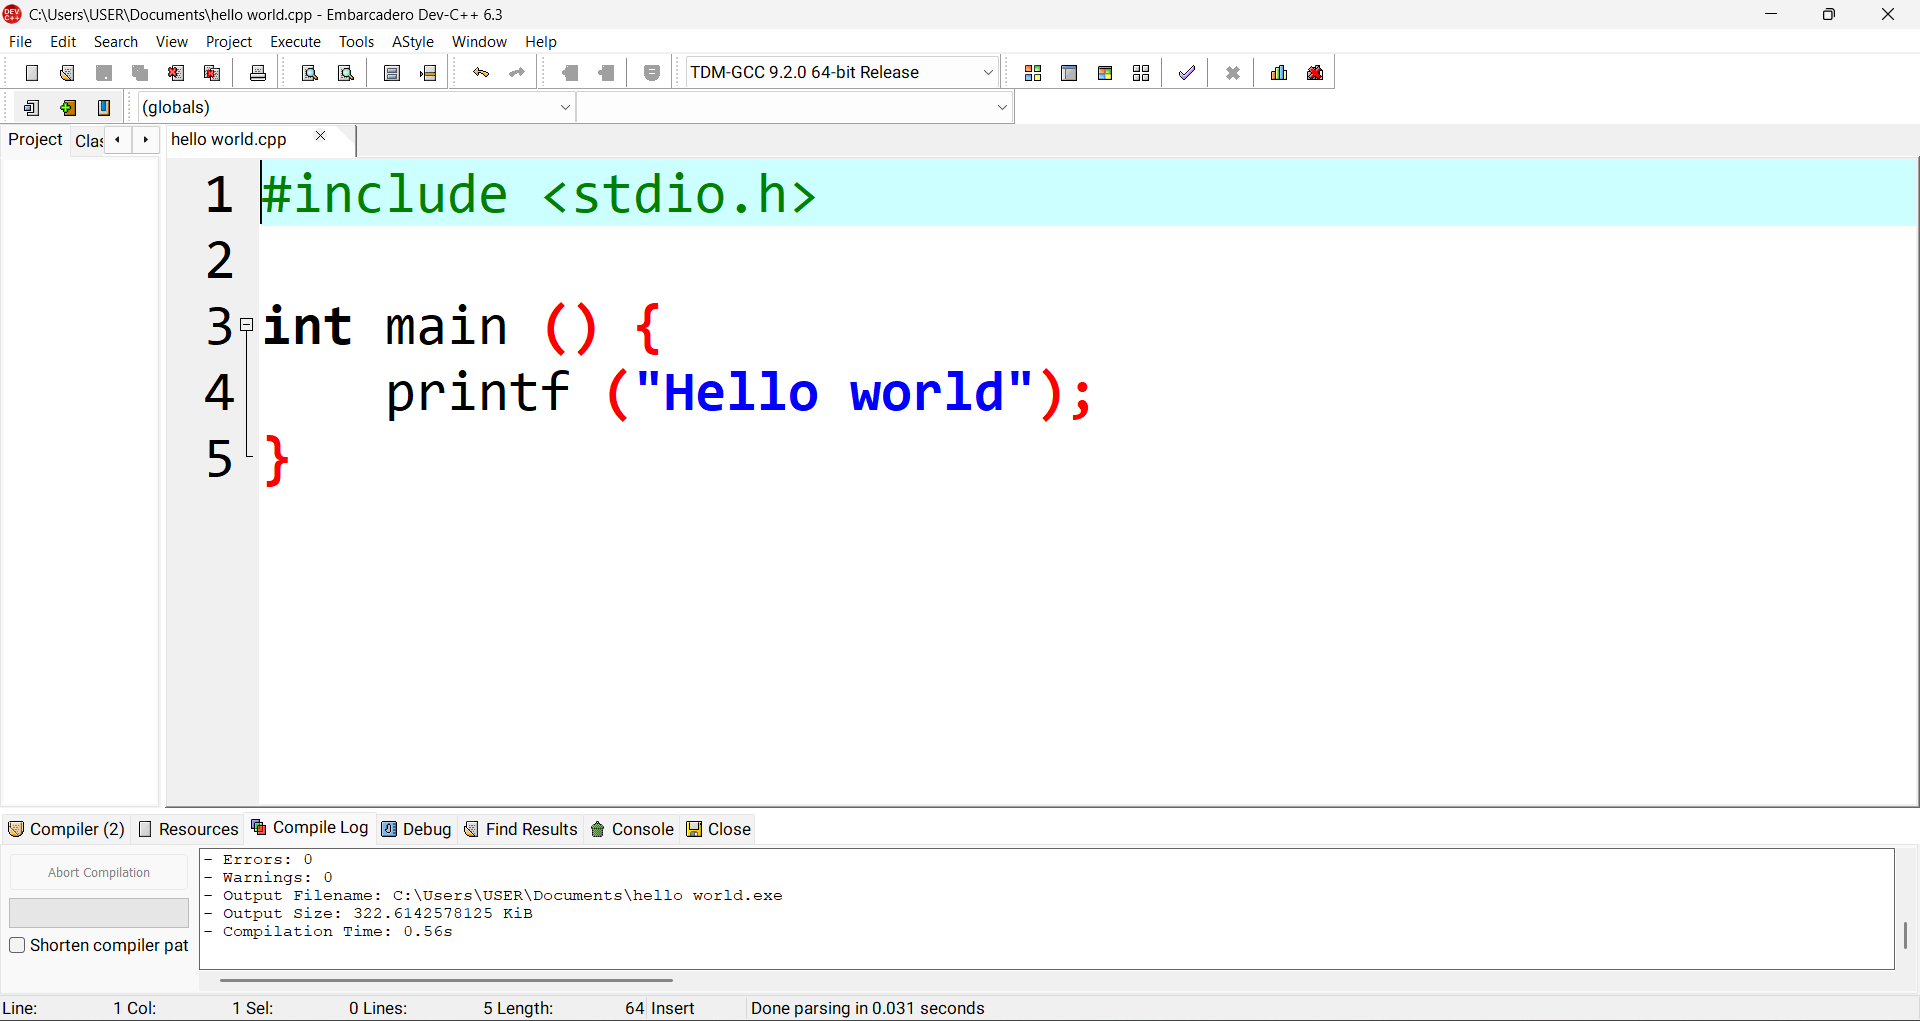 C:\Users\USER\Documents\hello world.cpp - Embarcadero Dev-C++ 6.3
File Edit Search View Project Execute Tools AStyle Window Help
TDM-GCC 9.2.0 64-bit Release
(globals)
Project Clas hello world.cpp
1 #include <stdio.h>
2
3 int main () {
4 printf ("Hello world");
5 }
Compiler (2) Resources Compile Log Debug Find Results Console Close
Abort Compilation
Shorten compiler pat
- Errors: 0
- Warnings: 0
- Output Filename: C:\Users\USER\Documents\hello world.exe
- Output Size: 322.6142578125 KiB
- Compilation Time: 0.56s
Line: 1 Col: 1 Sel: 0 Lines: 5 Length: 64 Insert Done parsing in 0.031 seconds